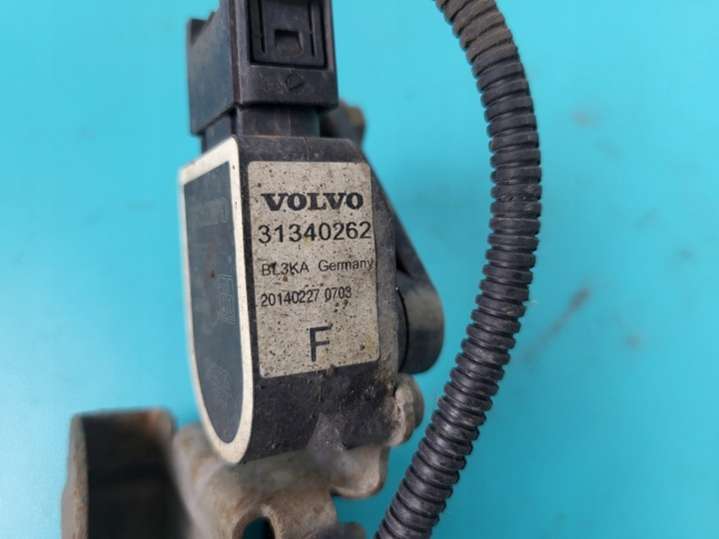 VOLVO
31340262
BL3KA Germany
20140227 0703
F